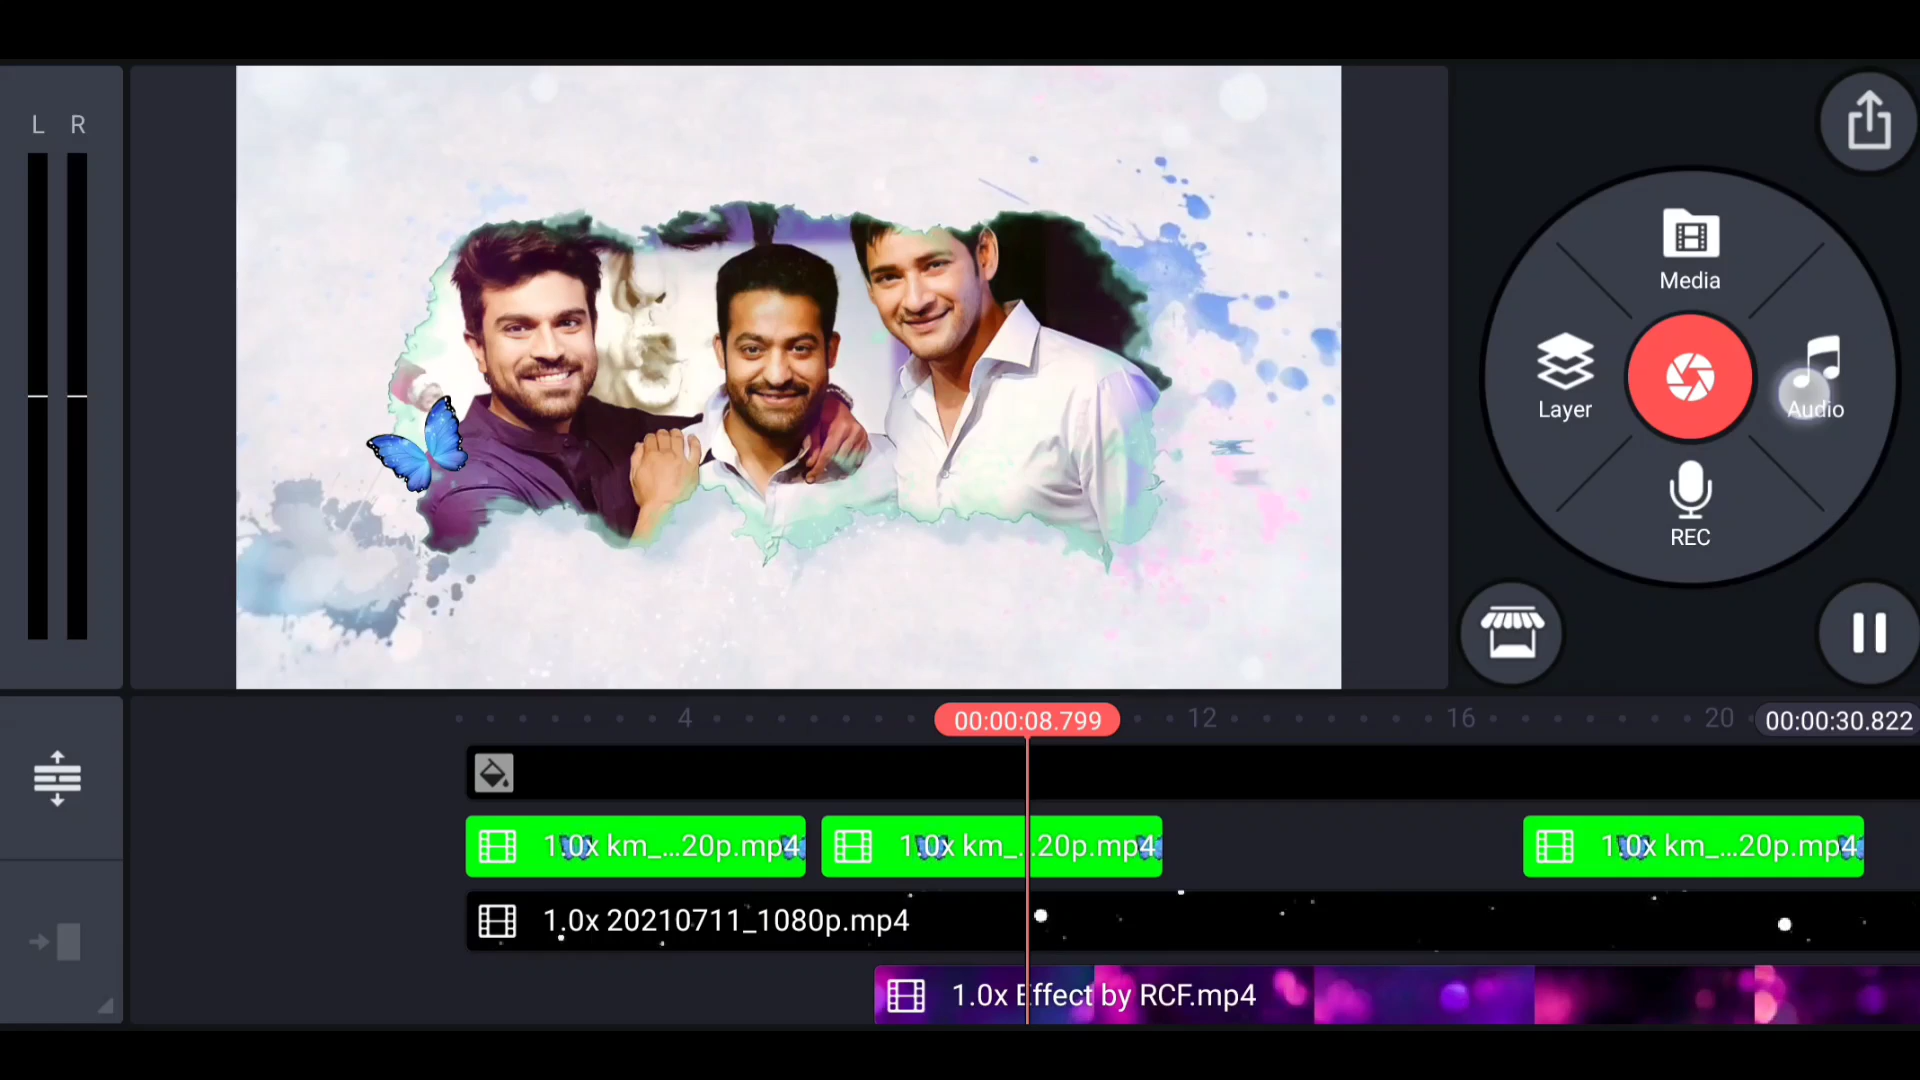 L R
Media
Layer
Audio
REC
4
00:00:08.799
12
16
20
00:00:30.822
1.0x km_...20p.mp4
1.0x km_...20p.mp4
1.0x km_...20p.mp4
1.0x 20210711_1080p.mp4
1.0x Effect by RCF.mp4